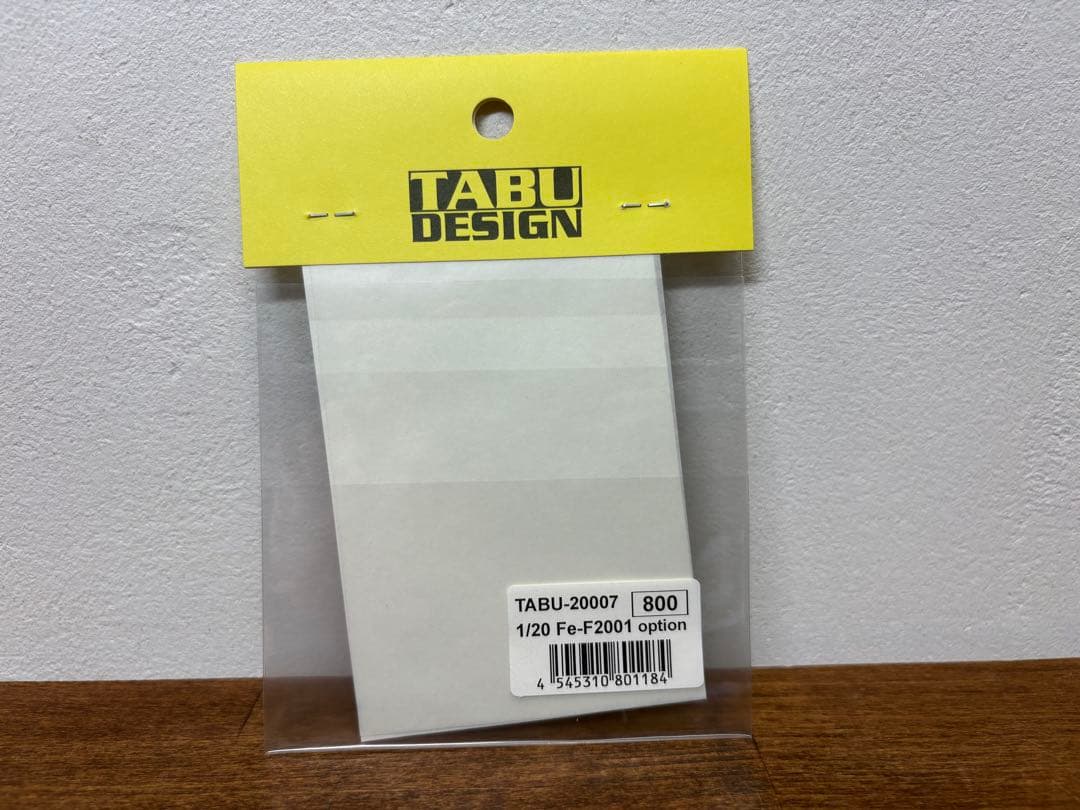 TABU
DESIGN
TABU-20007 800
1/20 Fe-F2001 option
4 545310 801184